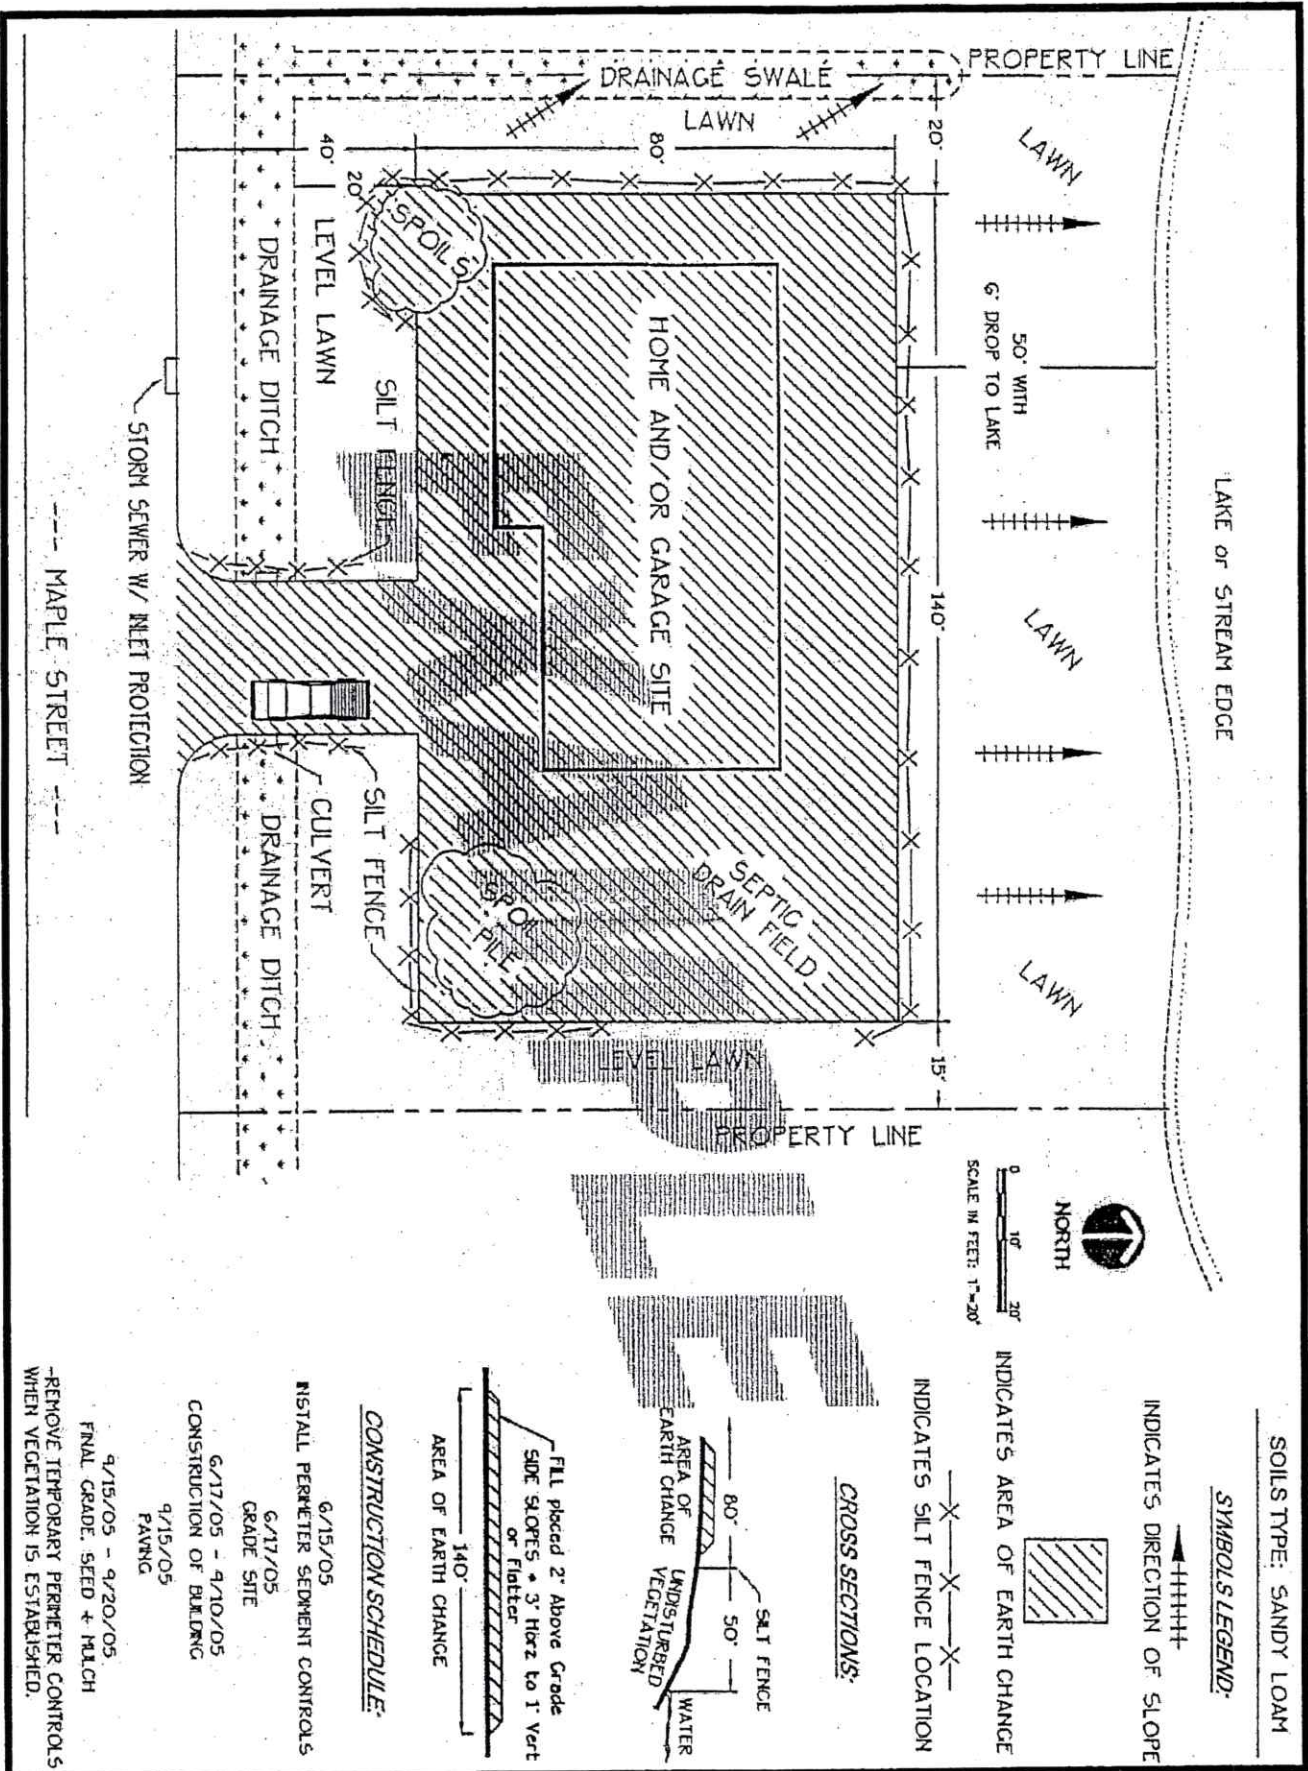 SOILS TYPE: SANDY LOAM
SYMBOLS LEGEND:
INDICATES DIRECTION OF SLOPE
INDICATES AREA OF EARTH CHANGE
INDICATES SILT FENCE LOCATION
CROSS SECTIONS:
80'
50'
SILT FENCE
WATER
AREA OF
EARTH CHANGE
UNDISTURBED
VEGETATION
FILL placed 2' Above Grade
SIDE SLOPES = 3' Horz to 1' Vert
or Flatter
140'
AREA OF EARTH CHANGE
CONSTRUCTION SCHEDULE:
6/15/05
INSTALL PERIMETER SEDIMENT CONTROLS
6/17/05
GRADE SITE
6/17/05 - 9/10/05
CONSTRUCTION OF BUILDING
9/15/05
PAVING
9/15/05 - 9/20/05
FINAL GRADE, SEED + MULCH
-REMOVE TEMPORARY PERIMETER CONTROLS
WHEN VEGETATION IS ESTABLISHED.
LAKE or STREAM EDGE
PROPERTY LINE
LAWN
LAWN
LAWN
50' WITH
6' DROP TO LAKE
NORTH
0 10' 20'
SCALE IN FEET: 1"=20'
20'
140'
15'
DRAINAGE SWALE
LAWN
80'
40'
20'
HOME AND/OR GARAGE SITE
SEPTIC
DRAIN FIELD
SPOILS
SPOIL
PILE
LEVEL LAWN
PROPERTY LINE
LEVEL LAWN
SILT FENCE
SILT FENCE
CULVERT
DRAINAGE DITCH
DRAINAGE DITCH
STORM SEWER W/ INLET PROTECTION
--- MAPLE STREET ---
SAMPLE